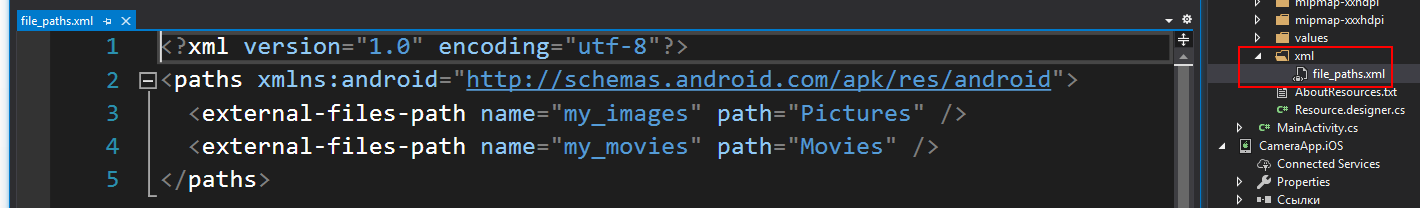 file_paths.xml
1 <?xml version="1.0" encoding="utf-8"?>
2 <paths xmlns:android="http://schemas.android.com/apk/res/android">
3 <external-files-path name="my_images" path="Pictures" />
4 <external-files-path name="my_movies" path="Movies" />
5 </paths>
mipmap-xxhdpi
mipmap-xxxhdpi
values
xml
file_paths.xml
AboutResources.txt
C# Resource.designer.cs
C# MainActivity.cs
CameraApp.iOS
Connected Services
Properties
Ссылки